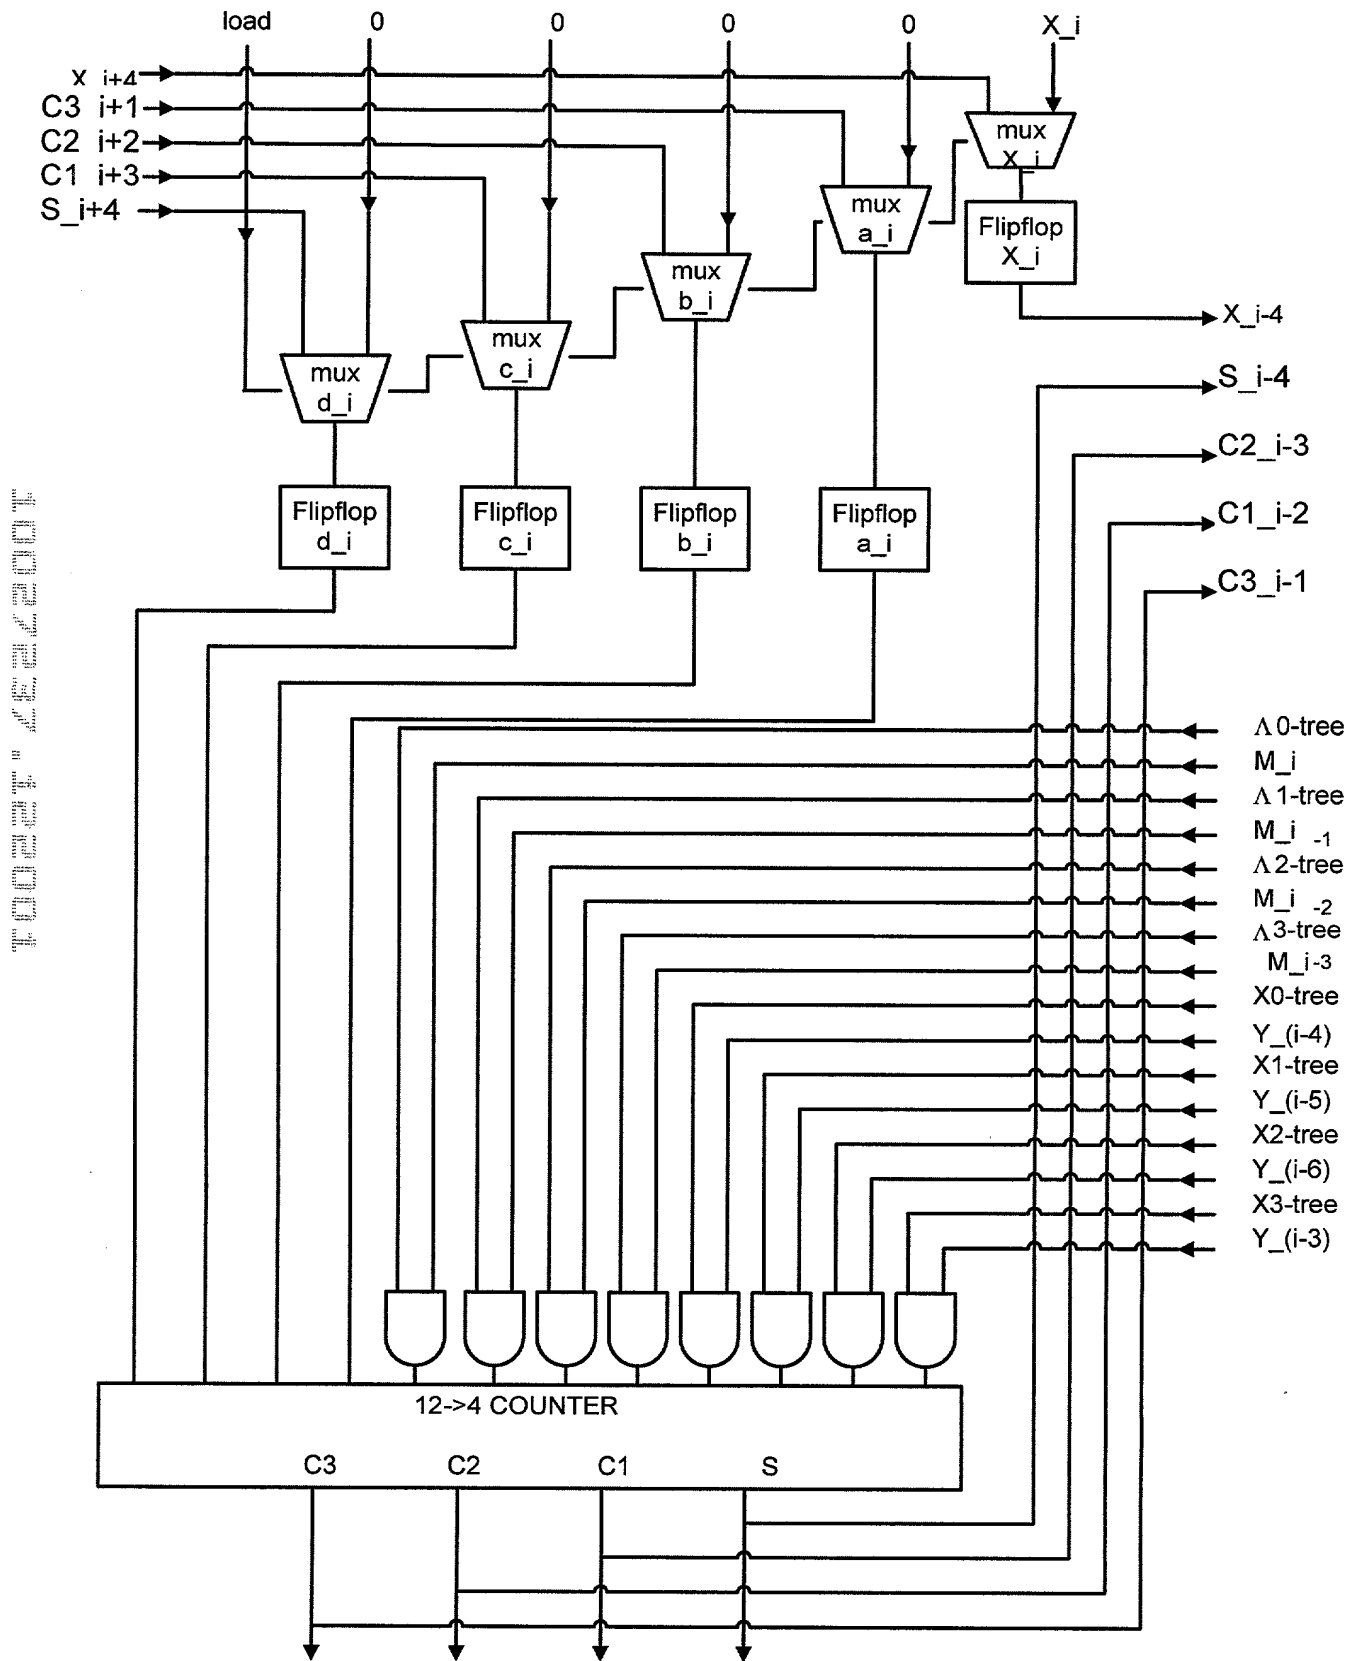 load 0 0 0 0 X_i
x i+4
C3 i+1
C2 i+2
C1 i+3
S_i+4
mux
X_i
Flipflop
X_i
mux
a_i
mux
b_i
mux
c_i
mux
d_i
X_i-4
S_i-4
C2_i-3
C1_i-2
C3_i-1
Flipflop
d_i
Flipflop
c_i
Flipflop
b_i
Flipflop
a_i
Λ0-tree
M_i
Λ1-tree
M_i -1
Λ2-tree
M_i -2
Λ3-tree
M_i-3
X0-tree
Y_(i-4)
X1-tree
Y_(i-5)
X2-tree
Y_(i-6)
X3-tree
Y_(i-3)
12->4 COUNTER
C3 C2 C1 S